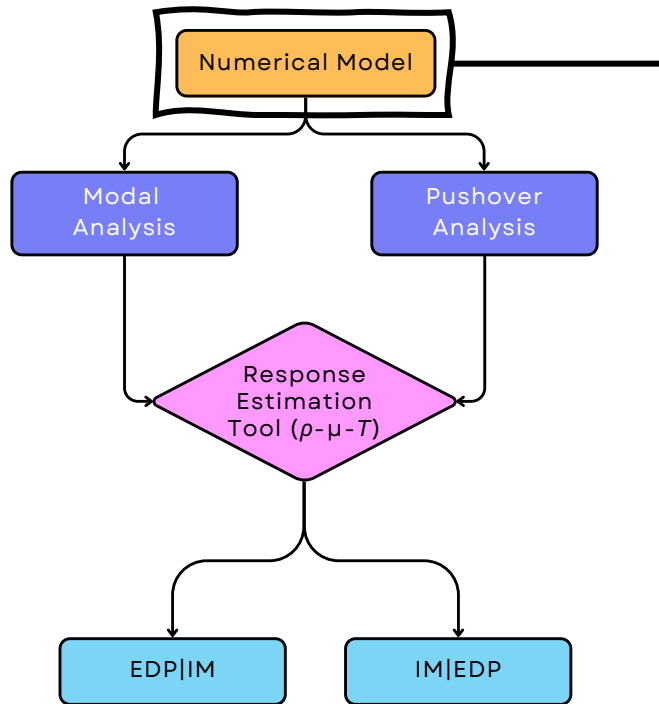 Numerical Model
Modal
Analysis
Pushover
Analysis
Response
Estimation
Tool (ρ-μ-T)
EDP|IM
IM|EDP